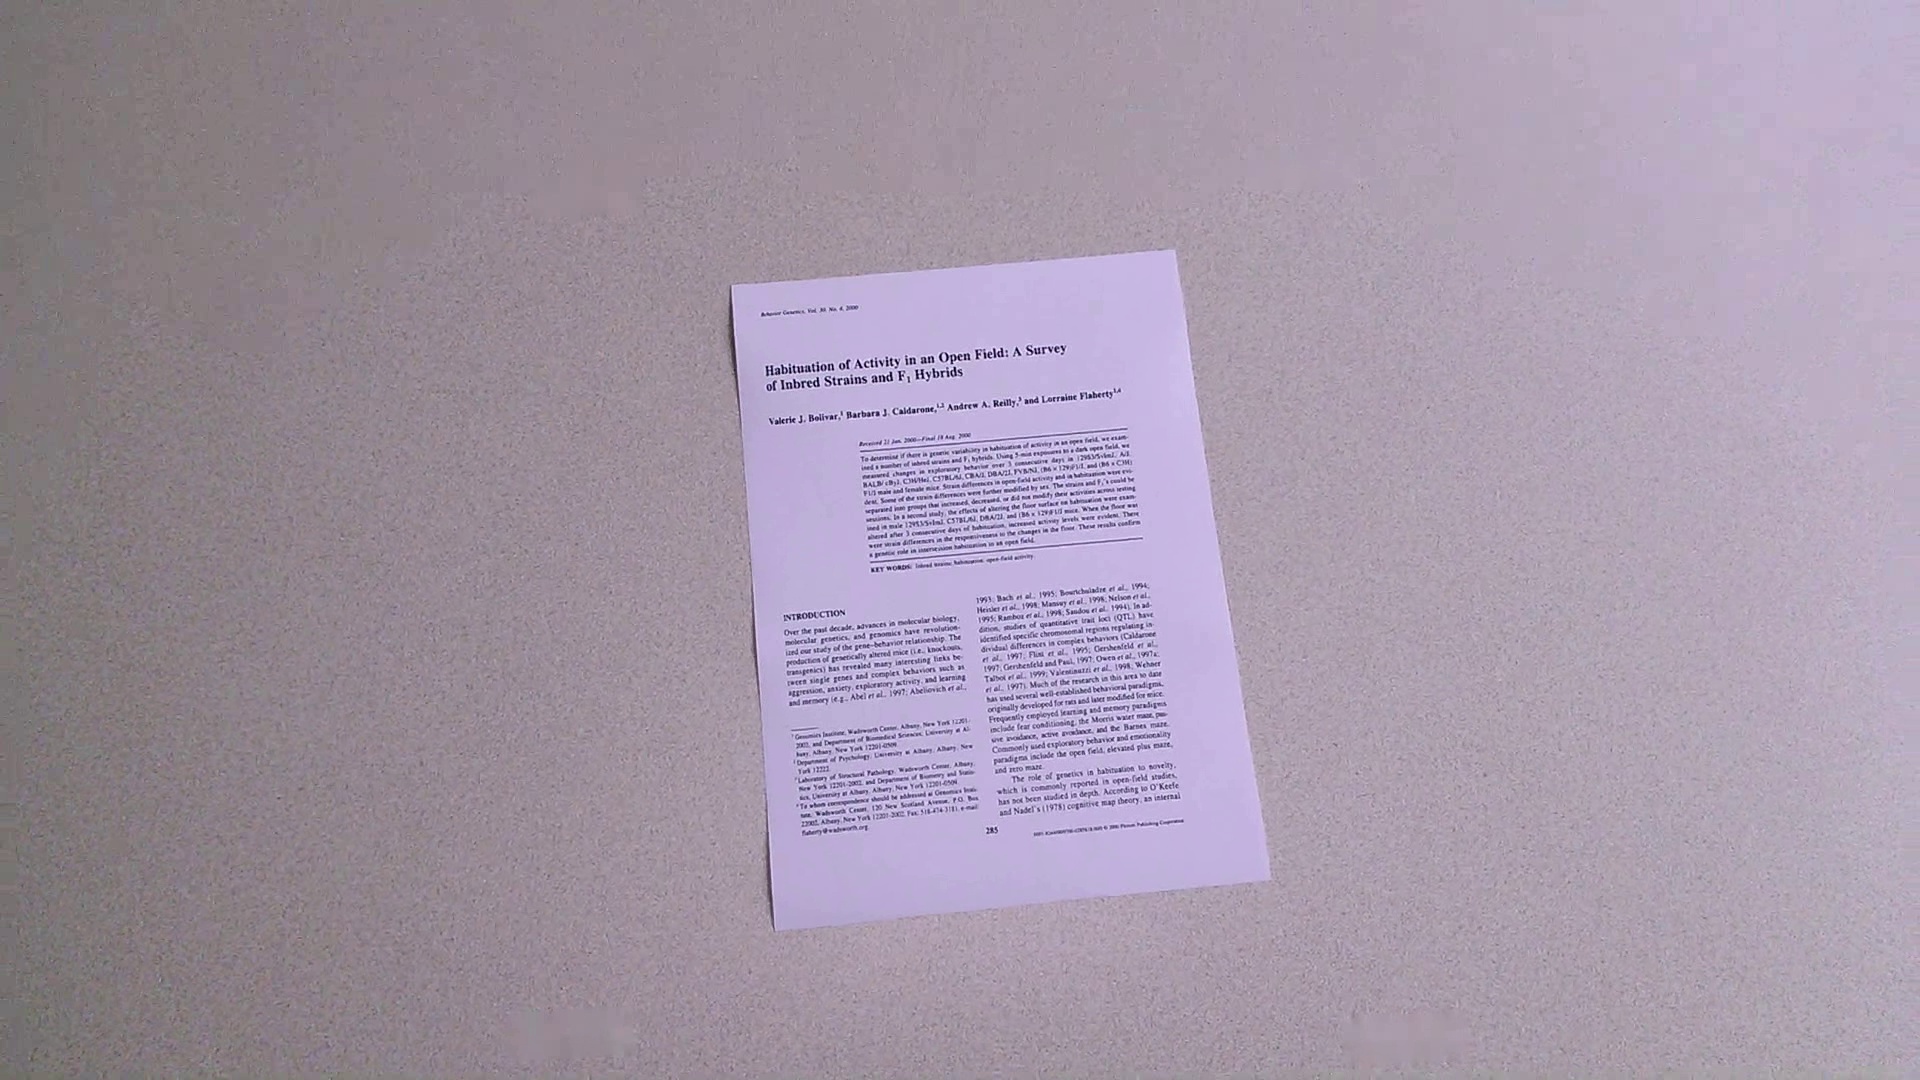 Behavior Genetics, Vol. 30, No. 4, 2000
Habituation of Activity in an Open Field: A Survey
of Inbred Strains and F₁ Hybrids
Valerie J. Bolivar,¹ Barbara J. Caldarone,¹,² Andrew A. Reilly,³ and Lorraine Flaherty¹,⁴
Received 21 Jan. 2000—Final 18 Aug. 2000
To determine if there is genetic variability in habituation of activity in an open field, we exam-
ined a number of inbred strains and F₁ hybrids. Using 5-min exposures to a dark open field, we
measured changes in exploratory behavior over 3 consecutive days in 129S3/SvImJ, A/J,
BALB/cByJ, C3H/HeJ, C57BL/6J, CBA/J, DBA/2J, FVB/NJ, (B6 × 129)F1/J, and (B6 × C3H)
F1/J male and female mice. Strain differences in open-field activity and in habituation were evi-
dent. Some of the strain differences were further modified by sex. The strains and F₁'s could be
separated into groups that increased, decreased, or did not modify their activities across testing
sessions. In a second study, the effects of altering the floor surface on habituation were exam-
ined in male 129S3/SvImJ, C57BL/6J, DBA/2J, and (B6 × 129)F1/J mice. When the floor was
altered after 3 consecutive days of habituation, increased activity levels were evident. There
were strain differences in the responsiveness to the changes in the floor. These results confirm
a genetic role in intersession habituation in an open field.
KEY WORDS: Inbred strains; habituation; open-field activity.
INTRODUCTION
Over the past decade, advances in molecular biology,
molecular genetics, and genomics have revolution-
ized our study of the gene–behavior relationship. The
production of genetically altered mice (i.e., knockouts,
transgenics) has revealed many interesting links be-
tween single genes and complex behaviors such as
aggression, anxiety, exploratory activity, and learning
and memory (e.g., Abel et al., 1997; Abeliovich et al.,
¹ Genomics Institute, Wadsworth Center, Albany, New York 12201-
2002, and Department of Biomedical Sciences, University at Al-
bany, Albany, New York 12201-0509.
² Department of Psychology, University at Albany, Albany, New
York 12222.
³ Laboratory of Structural Pathology, Wadsworth Center, Albany,
New York 12201-2002, and Department of Biometry and Statis-
tics, University at Albany, Albany, New York 12201-0509.
⁴ To whom correspondence should be addressed at Genomics Insti-
tute, Wadsworth Center, 120 New Scotland Avenue, P.O. Box
22002, Albany, New York 12201-2002. Fax: 518-474-3181. e-mail:
flaherty@wadsworth.org
1993; Bach et al., 1995; Bourtchuladze et al., 1994;
Heisler et al., 1998; Mansuy et al., 1998; Nelson et al.,
1995; Ramboz et al., 1998; Saudou et al., 1994). In ad-
dition, studies of quantitative trait loci (QTL) have
identified specific chromosomal regions regulating in-
dividual differences in complex behaviors (Caldarone
et al., 1997; Flint et al., 1995; Gershenfeld et al.,
1997; Gershenfeld and Paul, 1997; Owen et al., 1997a;
Talbot et al., 1999; Valentinuzzi et al., 1998; Wehner
et al., 1997). Much of the research in this area to date
has used several well-established behavioral paradigms,
originally developed for rats and later modified for mice.
Frequently employed learning and memory paradigms
include fear conditioning, the Morris water maze, pas-
sive avoidance, active avoidance, and the Barnes maze.
Commonly used exploratory behavior and emotionality
paradigms include the open field, elevated plus maze,
and zero maze.
The role of genetics in habituation to novelty,
which is commonly reported in open-field studies,
has not been studied in depth. According to O'Keefe
and Nadel's (1978) cognitive map theory, an internal
285
© 2000 Plenum Publishing Corporation